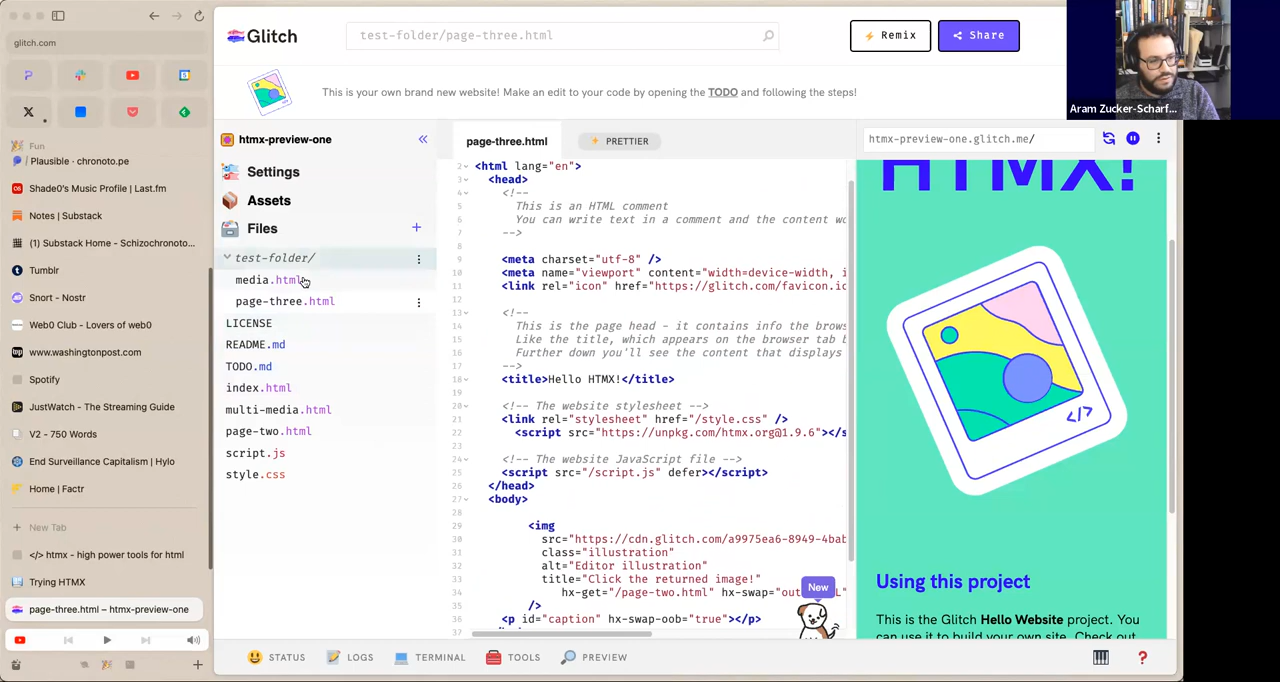 glitch.com
Fun
/ Plausible · chronoto.pe
Shade0's Music Profile | Last.fm
Notes | Substack
(1) Substack Home - Schizochronoto...
Tumblr
Snort - Nostr
Web0 Club - Lovers of web0
www.washingtonpost.com
Spotify
JustWatch - The Streaming Guide
V2 - 750 Words
End Surveillance Capitalism | Hylo
Home | Factr
+ New Tab
</> htmx - high power tools for html
Trying HTMX
page-three.html – htmx-preview-one
Glitch
test-folder/page-three.html
Remix
Share
This is your own brand new website! Make an edit to your code by opening the TODO and following the steps!
Aram Zucker-Scharf...
htmx-preview-one
Settings
Assets
Files
test-folder/
media.html
page-three.html
LICENSE
README.md
TODO.md
index.html
multi-media.html
page-two.html
script.js
style.css
page-three.html
PRETTIER
2 <html lang="en">
3 <head>
4 <!--
5 This is an HTML comment
6 You can write text in a comment and the content wo
7 -->
8
9 <meta charset="utf-8" />
10 <meta name="viewport" content="width=device-width, i
11 <link rel="icon" href="https://glitch.com/favicon.ic
12
13 <!--
14 This is the page head - it contains info the brows
15 Like the title, which appears on the browser tab b
16 Further down you'll see the content that displays
17 -->
18 <title>Hello HTMX!</title>
19
20 <!-- The website stylesheet -->
21 <link rel="stylesheet" href="/style.css" />
22 <script src="https://unpkg.com/htmx.org@1.9.6"></s
23
24 <!-- The website JavaScript file -->
25 <script src="/script.js" defer></script>
26 </head>
27 <body>
28
29 <img
30 src="https://cdn.glitch.com/a9975ea6-8949-4bab
31 class="illustration"
32 alt="Editor illustration"
33 title="Click the returned image!"
34 hx-get="/page-two.html" hx-swap="out
35 />
36 <p id="caption" hx-swap-oob="true"></p>
37
New
htmx-preview-one.glitch.me/
HTMX!
</>
Using this project
This is the Glitch Hello Website project. You
can use it to build your own site. Check out
STATUS
LOGS
TERMINAL
TOOLS
PREVIEW
?